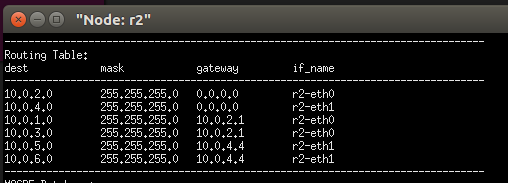 "Node: r2"
Routing Table:
dest mask gateway if_name
10.0.2.0 255.255.255.0 0.0.0.0 r2-eth0
10.0.4.0 255.255.255.0 0.0.0.0 r2-eth1
10.0.1.0 255.255.255.0 10.0.2.1 r2-eth0
10.0.3.0 255.255.255.0 10.0.2.1 r2-eth0
10.0.5.0 255.255.255.0 10.0.4.4 r2-eth1
10.0.6.0 255.255.255.0 10.0.4.4 r2-eth1